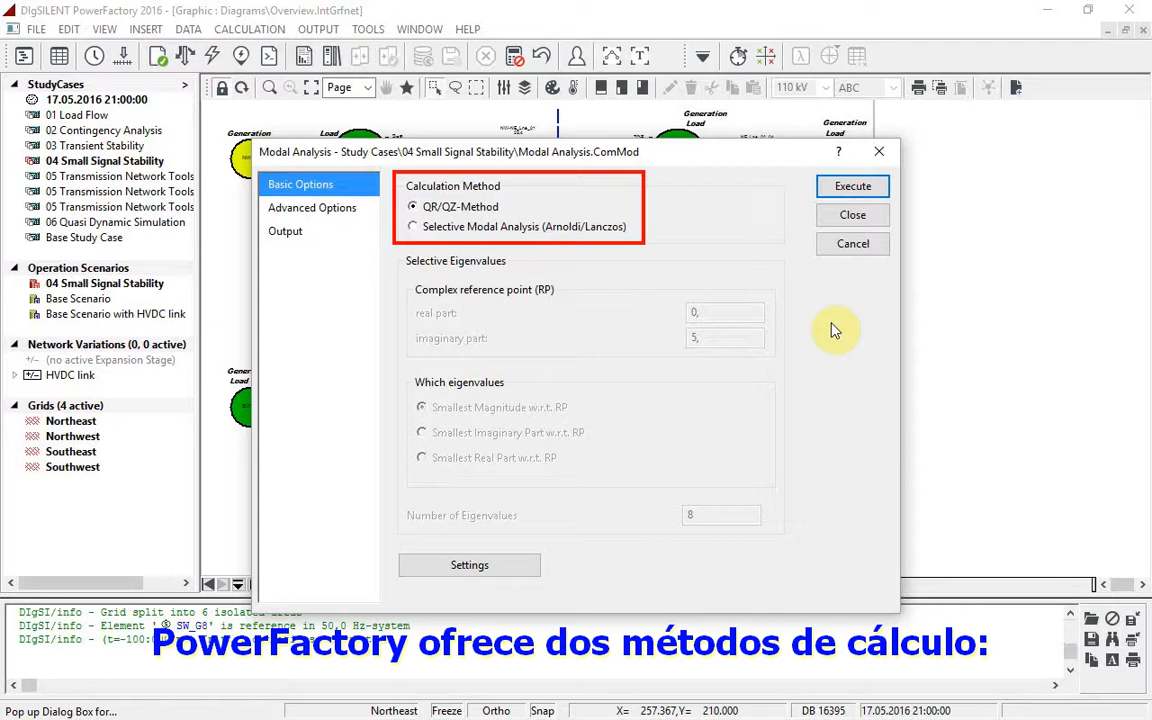 DIgSILENT PowerFactory 2016 - [Graphic : Diagrams\Overview.IntGrfnet]
FILE EDIT VIEW INSERT DATA CALCULATION OUTPUT TOOLS WINDOW HELP
Page
110 kV
ABC
StudyCases
17.05.2016 21:00:00
01 Load Flow
02 Contingency Analysis
03 Transient Stability
04 Small Signal Stability
05 Transmission Network Tools
05 Transmission Network Tools
06 Quasi Dynamic Simulation
Base Study Case
Operation Scenarios
04 Small Signal Stability
Base Scenario
Base Scenario with HVDC link
Network Variations (0, 0 active)
(no active Expansion Stage)
HVDC link
Grids (4 active)
Northeast
Northwest
Southeast
Southwest
Generation
Load
Generation
Load
Generation
Load
Generation
Load
Modal Analysis - Study Cases\04 Small Signal Stability\Modal Analysis.ComMod
?
Basic Options
Advanced Options
Output
Calculation Method
QR/QZ-Method
Selective Modal Analysis (Arnoldi/Lanczos)
Selective Eigenvalues
Complex reference point (RP)
real part:
0,
imaginary part:
5,
Which eigenvalues
Smallest Magnitude w.r.t. RP
Smallest Imaginary Part w.r.t. RP
Smallest Real Part w.r.t. RP
Number of Eigenvalues
8
Settings
Execute
Close
Cancel
DIgSI/info - Grid split into 6 isolated areas
DIgSI/info - Element 'SW_G8' is reference in 50,0 Hz-system
DIgSI/info - (t=-100:0
PowerFactory ofrece dos métodos de cálculo:
Pop up Dialog Box for...
Northeast
Freeze
Ortho
Snap
X= 257.367,Y= 210.000
DB 16395
17.05.2016 21:00:00